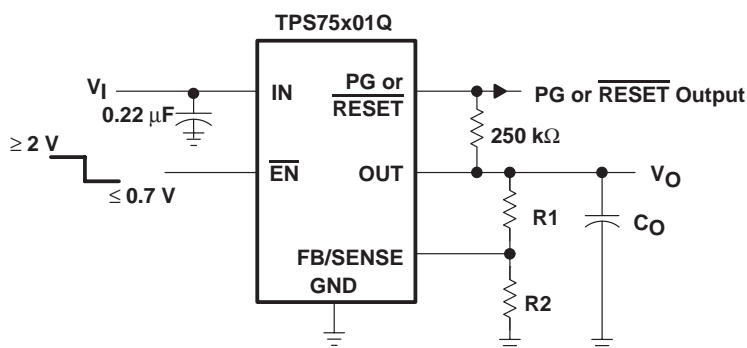 TPS75x01Q
VI
IN
PG or
RESET
PG or RESET Output
0.22 μF
250 kΩ
≥ 2 V
≤ 0.7 V
EN
OUT
VO
R1
CO
FB/SENSE
GND
R2